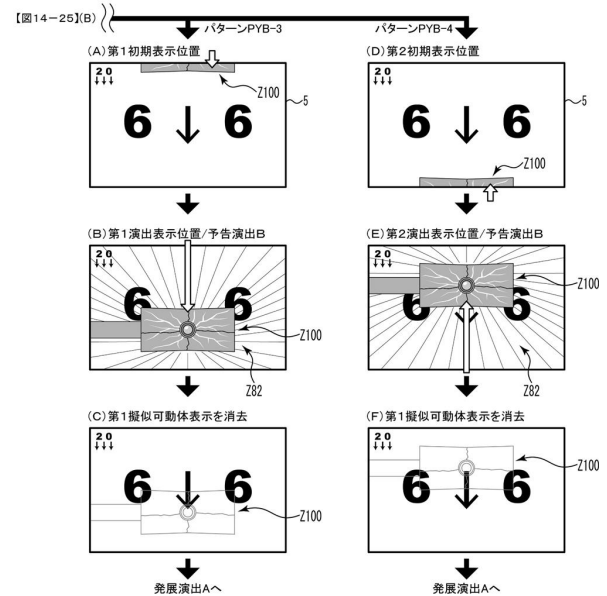 【図14-25】(B)
パターンPYB-3
パターンPYB-4
(A)第1初期表示位置
20
↓↓↓
6 ↓ 6
Z100
5
(D)第2初期表示位置
20
↓↓↓
6 ↓ 6
Z100
5
(B)第1演出表示位置/予告演出B
20
↓↓↓
6 6
Z100
Z82
(E)第2演出表示位置/予告演出B
20
↓↓↓
6 6
Z100
Z82
(C)第1擬似可動体表示を消去
20
↓↓↓
6 ↓ 6
Z100
発展演出Aへ
(F)第1擬似可動体表示を消去
20
↓↓↓
6 ↓ 6
Z100
発展演出Aへ